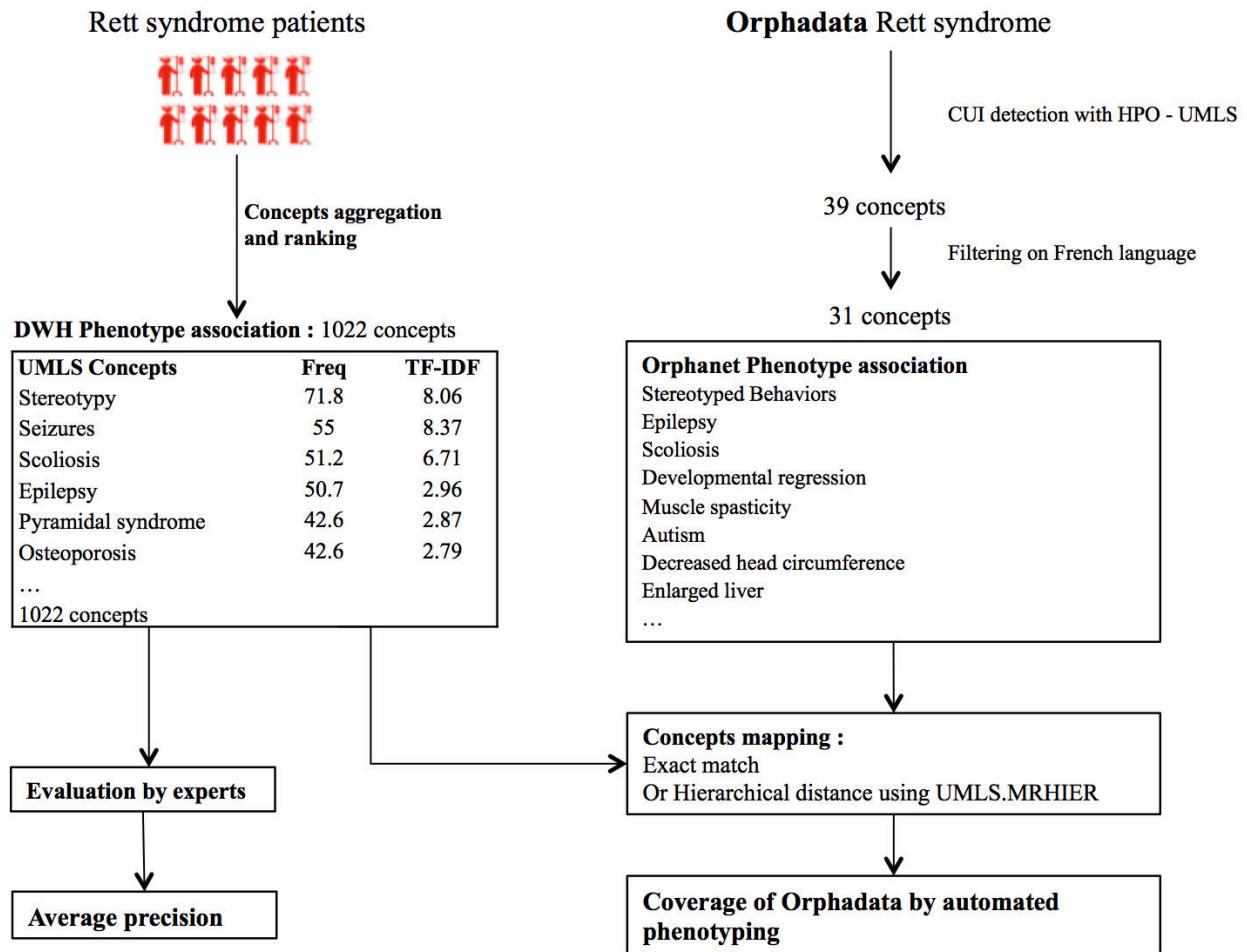 Rett syndrome patients
Concepts aggregation
and ranking
DWH Phenotype association : 1022 concepts
UMLS Concepts Freq TF-IDF
Stereotypy 71.8 8.06
Seizures 55 8.37
Scoliosis 51.2 6.71
Epilepsy 50.7 2.96
Pyramidal syndrome 42.6 2.87
Osteoporosis 42.6 2.79
…
1022 concepts
Evaluation by experts
Average precision
Orphadata Rett syndrome
CUI detection with HPO - UMLS
39 concepts
Filtering on French language
31 concepts
Orphanet Phenotype association
Stereotyped Behaviors
Epilepsy
Scoliosis
Developmental regression
Muscle spasticity
Autism
Decreased head circumference
Enlarged liver
…
Concepts mapping :
Exact match
Or Hierarchical distance using UMLS.MRHIER
Coverage of Orphadata by automated
phenotyping